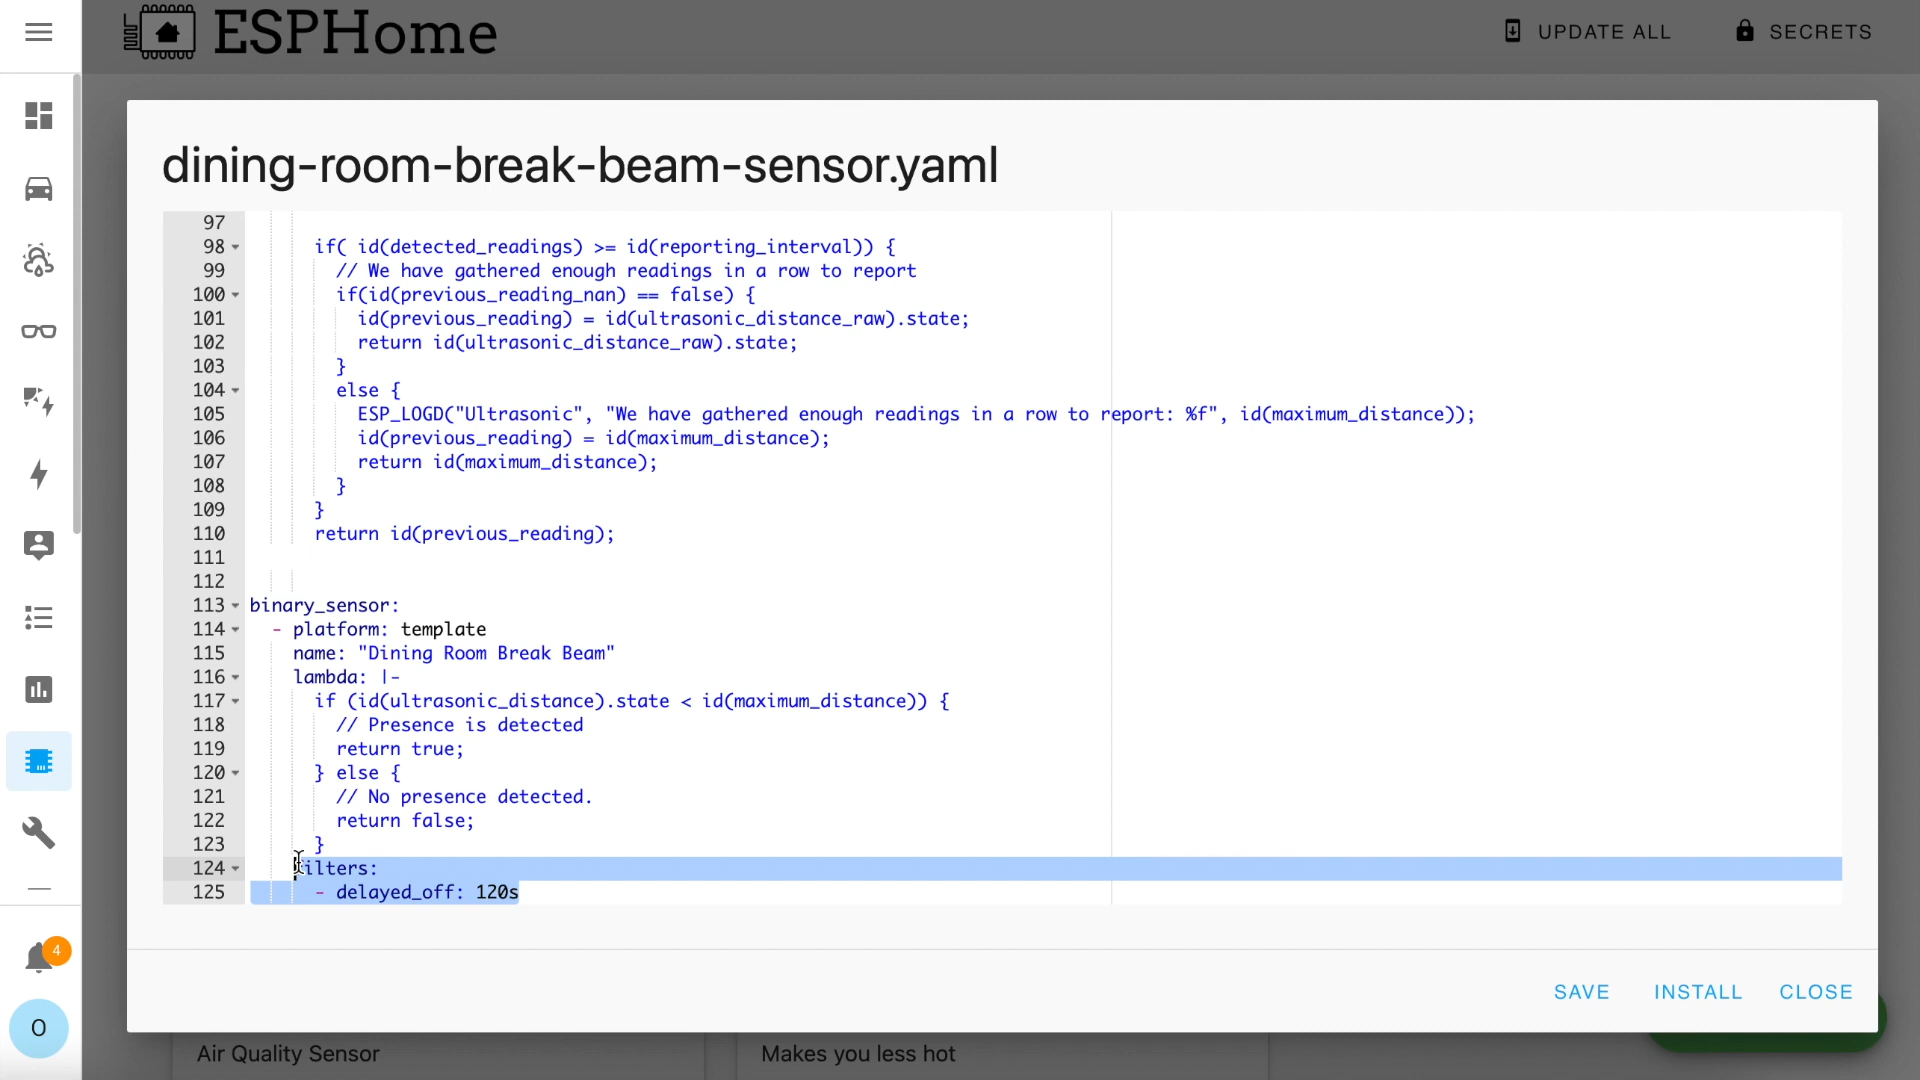 ESPHome
UPDATE ALL
SECRETS
dining-room-break-beam-sensor.yaml
97
98 if( id(detected_readings) >= id(reporting_interval)) {
99 // We have gathered enough readings in a row to report
100 if(id(previous_reading_nan) == false) {
101 id(previous_reading) = id(ultrasonic_distance_raw).state;
102 return id(ultrasonic_distance_raw).state;
103 }
104 else {
105 ESP_LOGD("Ultrasonic", "We have gathered enough readings in a row to report: %f", id(maximum_distance));
106 id(previous_reading) = id(maximum_distance);
107 return id(maximum_distance);
108 }
109 }
110 return id(previous_reading);
111
112
113 binary_sensor:
114 - platform: template
115 name: "Dining Room Break Beam"
116 lambda: |-
117 if (id(ultrasonic_distance).state < id(maximum_distance)) {
118 // Presence is detected
119 return true;
120 } else {
121 // No presence detected.
122 return false;
123 }
124 filters:
125 - delayed_off: 120s
4
O
SAVE
INSTALL
CLOSE
Air Quality Sensor
Makes you less hot